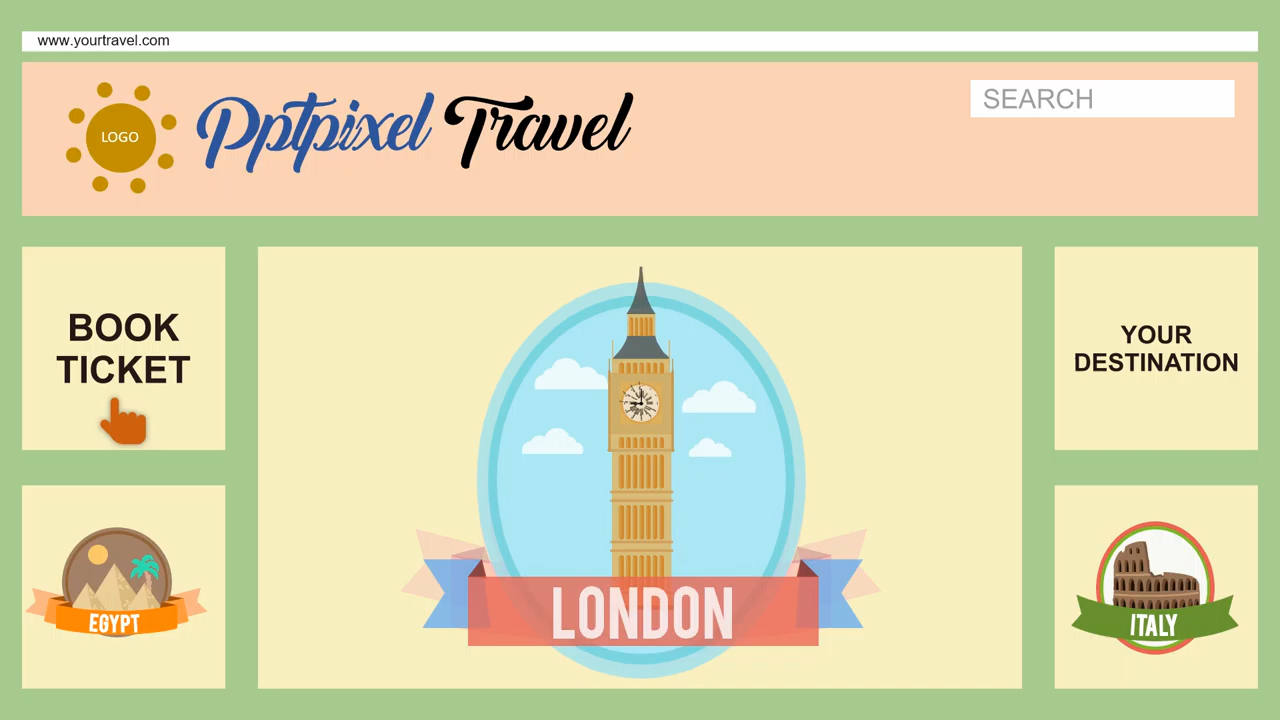 www.yourtravel.com
LOGO
Pptpixel Travel
SEARCH
BOOK
TICKET
YOUR
DESTINATION
LONDON
EGYPT
ITALY